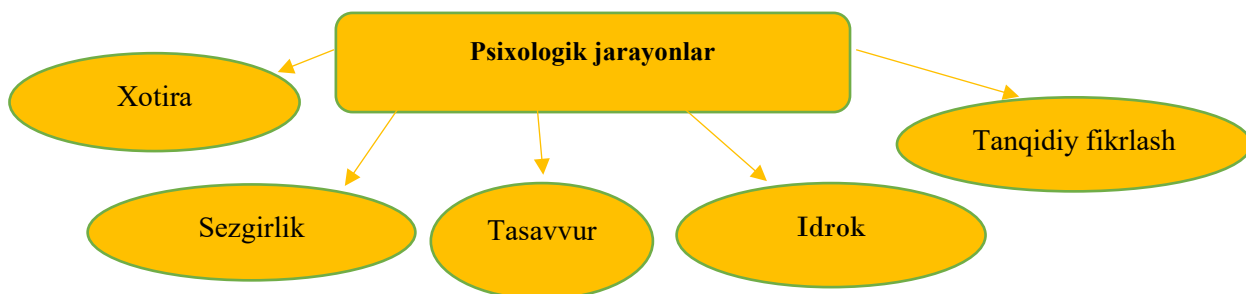 Psixologik jarayonlar
Xotira
Tanqidiy fikrlash
Sezgirlik
Tasavvur
Idrok